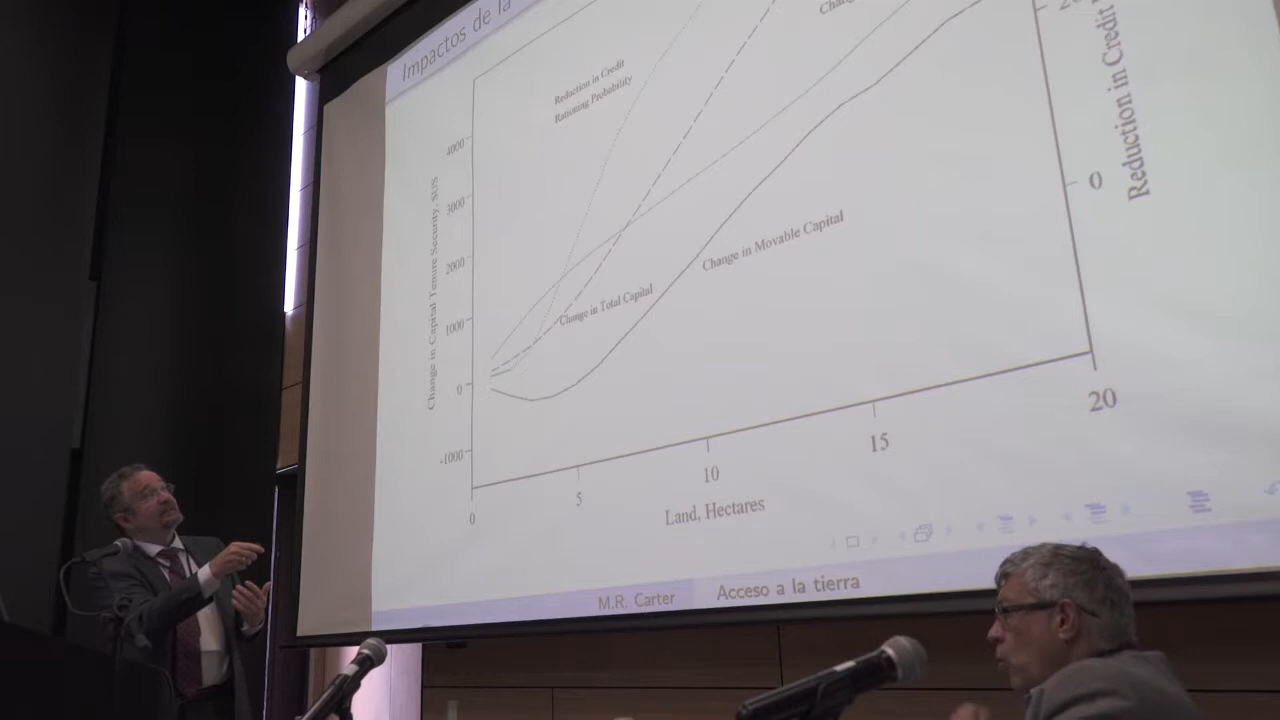 Impactos de la
Reduction in Credit
Rationing Probability
4000
3000
2000
1000
0
-1000
Change in Capital Tenure Security, $US
Change in Total Capital
Change in Movable Capital
0
5
10
15
20
Land, Hectares
0
Reduction in Credit
M.R. Carter
Acceso a la tierra